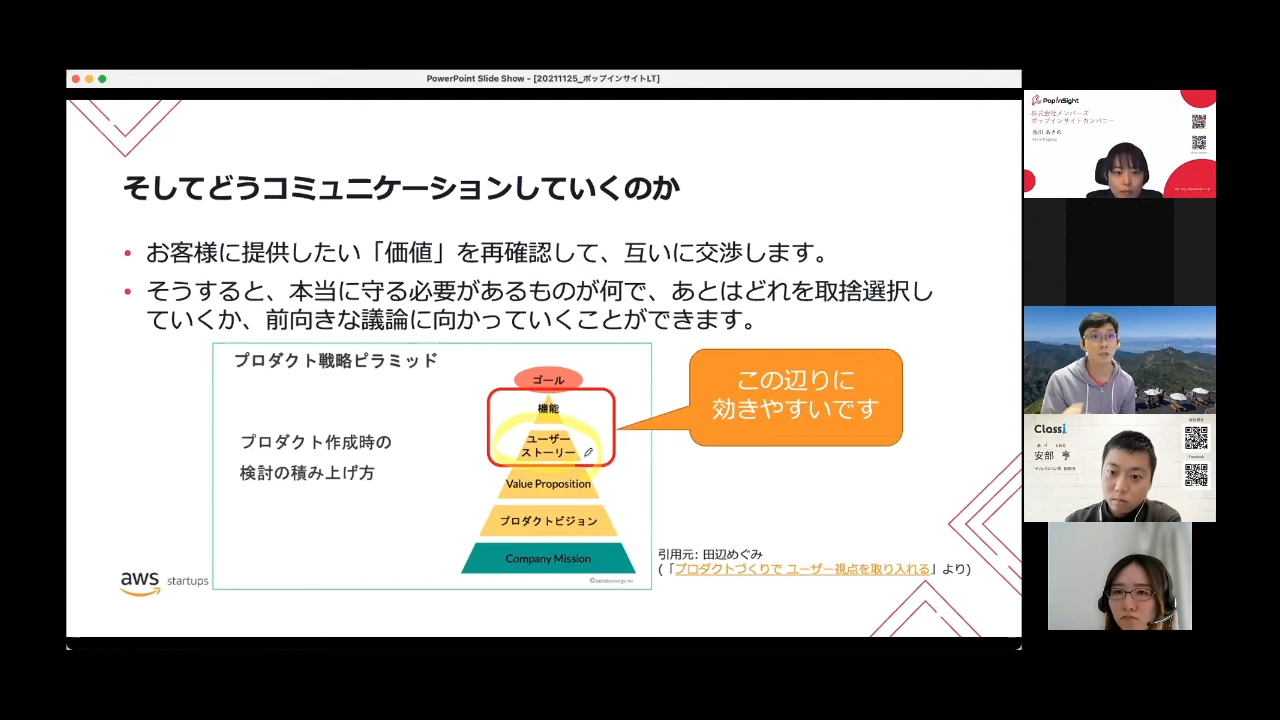 PowerPoint Slide Show - [20211125_ポップインサイトLT]
そしてどうコミュニケーションしていくのか
• お客様に提供したい「価値」を再確認して、互いに交渉します。
• そうすると、本当に守る必要があるものが何で、あとはどれを取捨選択し
ていくか、前向きな議論に向かっていくことができます。
プロダクト戦略ピラミッド
プロダクト作成時の
検討の積み上げ方
ゴール
機能
ユーザー
ストーリー
Value Proposition
プロダクトビジョン
Company Mission
この辺りに
効きやすいです
引用元: 田辺めぐみ
(「プロダクトづくりで ユーザー視点を取り入れる」より)
aws startups
PopInSight
株式会社メンバーズ
ポップインサイトカンパニー
Classi
安部 亨